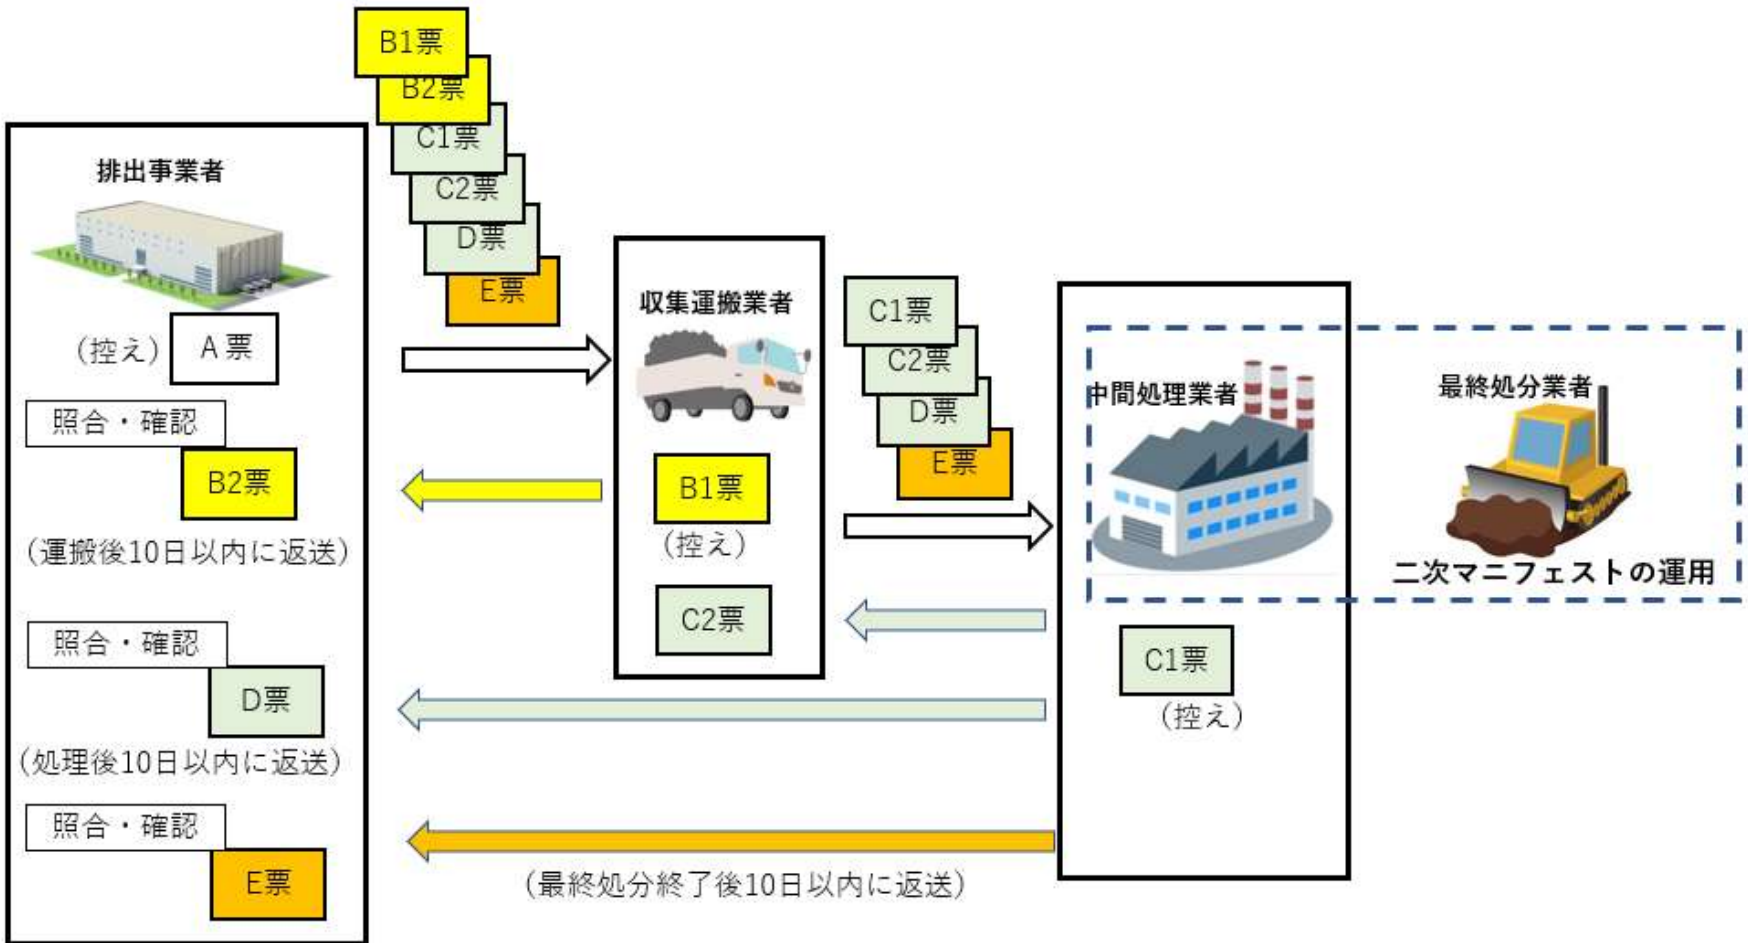 B1票
B2票
C1票
C2票
D票
E票
排出事業者
(控え)
A 票
照合・確認
B2票
(運搬後10日以内に返送)
照合・確認
D票
(処理後10日以内に返送)
照合・確認
E票
収集運搬業者
B1票
(控え)
C2票
C1票
C2票
D票
E票
中間処理業者
最終処分業者
二次マニフェストの運用
C1票
(控え)
(最終処分終了後10日以内に返送)